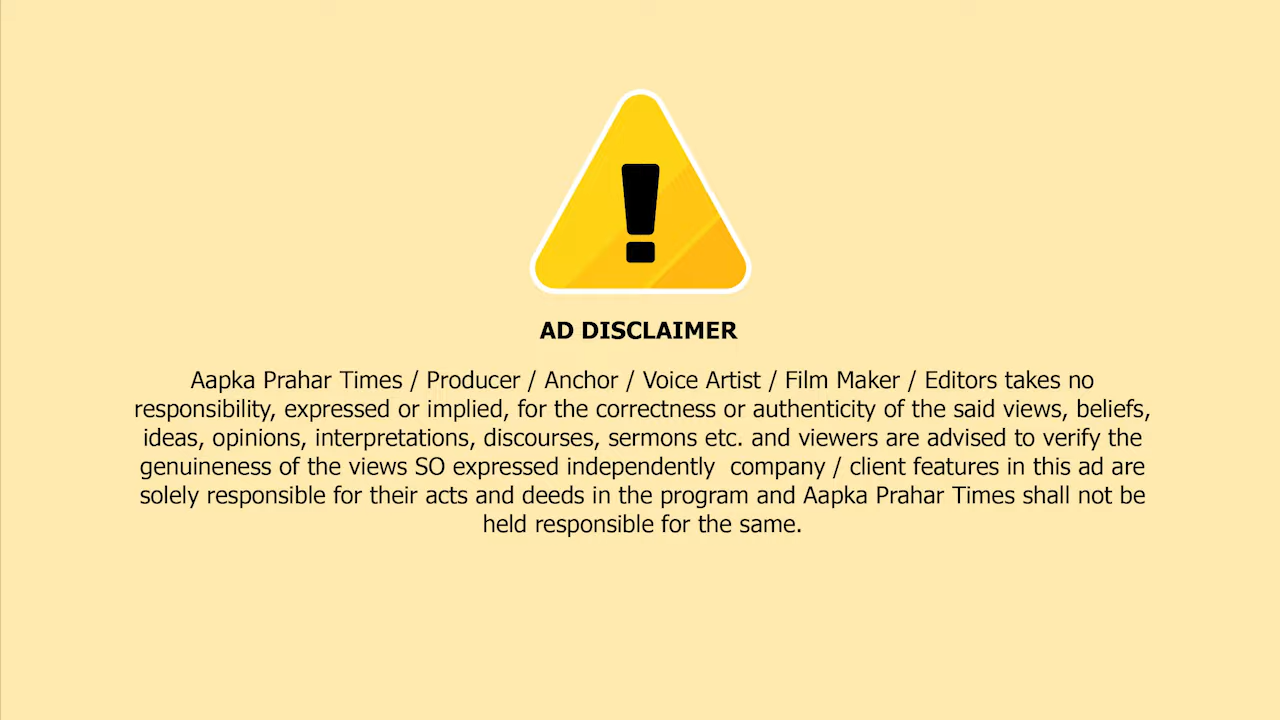 AD DISCLAIMER
Aapka Prahar Times / Producer / Anchor / Voice Artist / Film Maker / Editors takes no
responsibility, expressed or implied, for the correctness or authenticity of the said views, beliefs,
ideas, opinions, interpretations, discourses, sermons etc. and viewers are advised to verify the
genuineness of the views SO expressed independently  company / client features in this ad are
solely responsible for their acts and deeds in the program and Aapka Prahar Times shall not be
held responsible for the same.